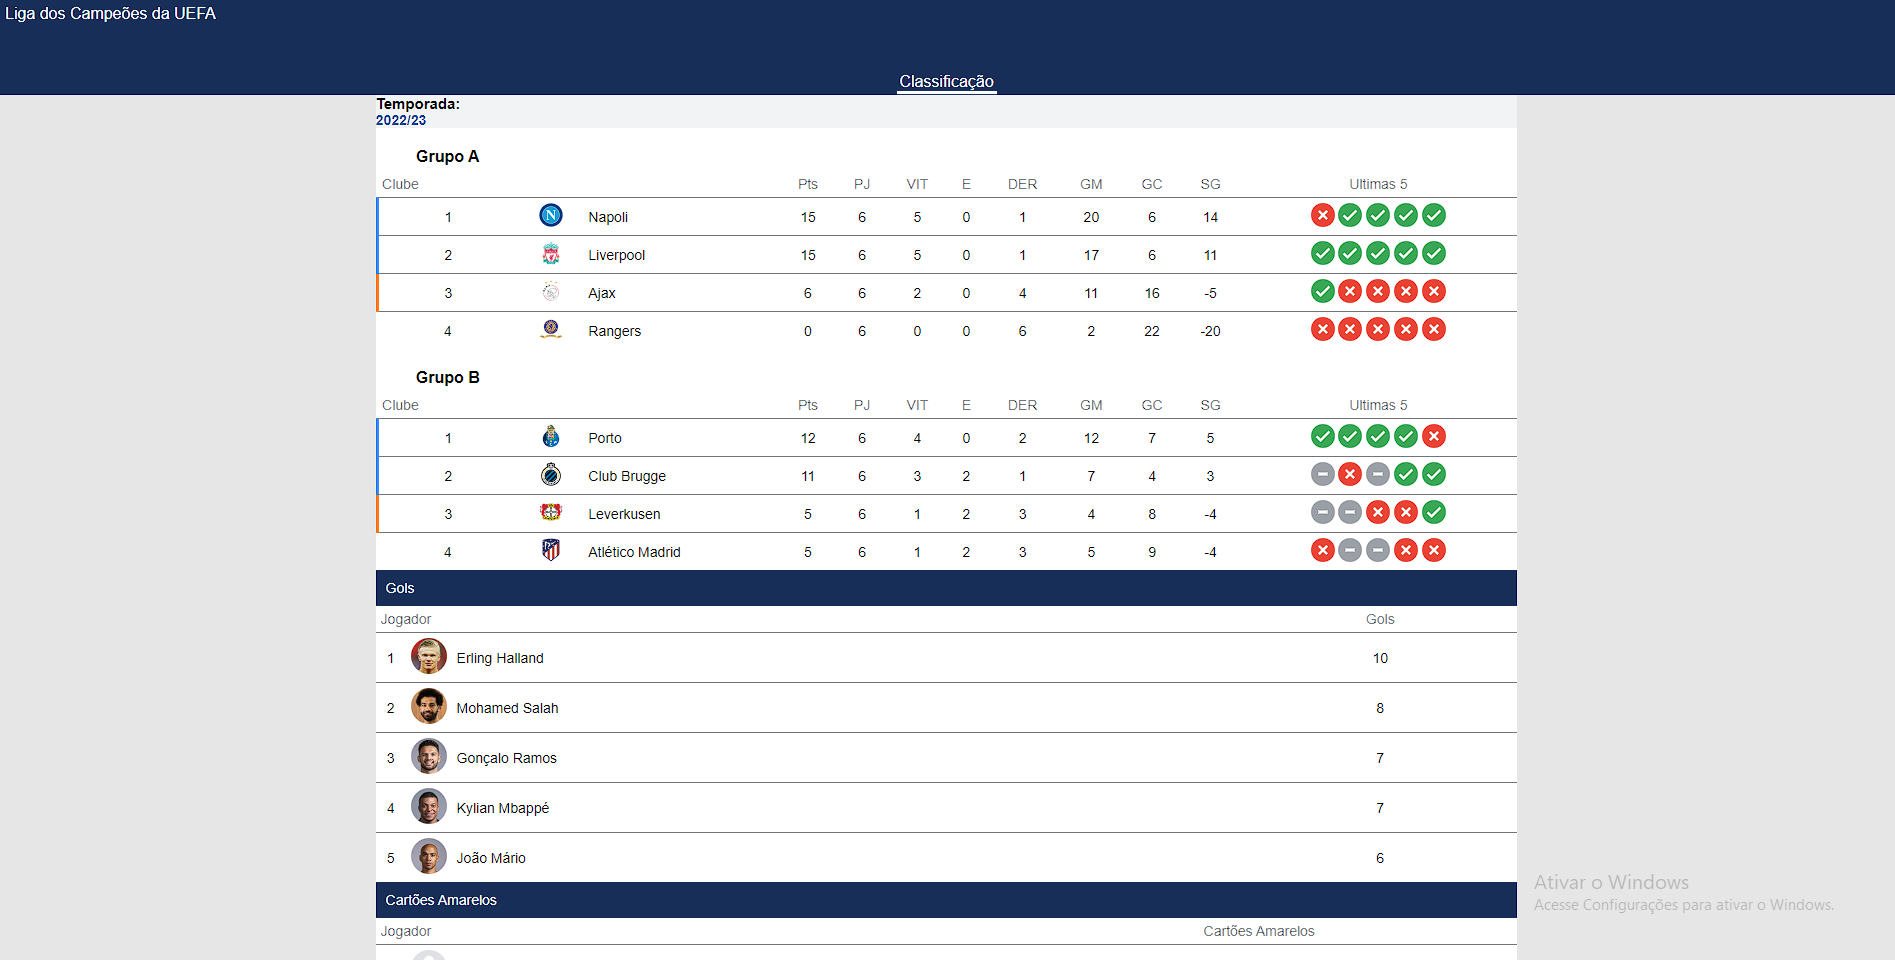 Liga dos Campeões da UEFA
Classificação
Temporada:
2022/23
Grupo A
Clube Pts PJ VIT E DER GM GC SG Ultimas 5
1 Napoli 15 6 5 0 1 20 6 14
2 Liverpool 15 6 5 0 1 17 6 11
3 Ajax 6 6 2 0 4 11 16 -5
4 Rangers 0 6 0 0 6 2 22 -20
Grupo B
Clube Pts PJ VIT E DER GM GC SG Ultimas 5
1 Porto 12 6 4 0 2 12 7 5
2 Club Brugge 11 6 3 2 1 7 4 3
3 Leverkusen 5 6 1 2 3 4 8 -4
4 Atlético Madrid 5 6 1 2 3 5 9 -4
Gols
Jogador Gols
1 Erling Halland 10
2 Mohamed Salah 8
3 Gonçalo Ramos 7
4 Kylian Mbappé 7
5 João Mário 6
Cartões Amarelos
Jogador Cartões Amarelos
Ativar o Windows
Acesse Configurações para ativar o Windows.